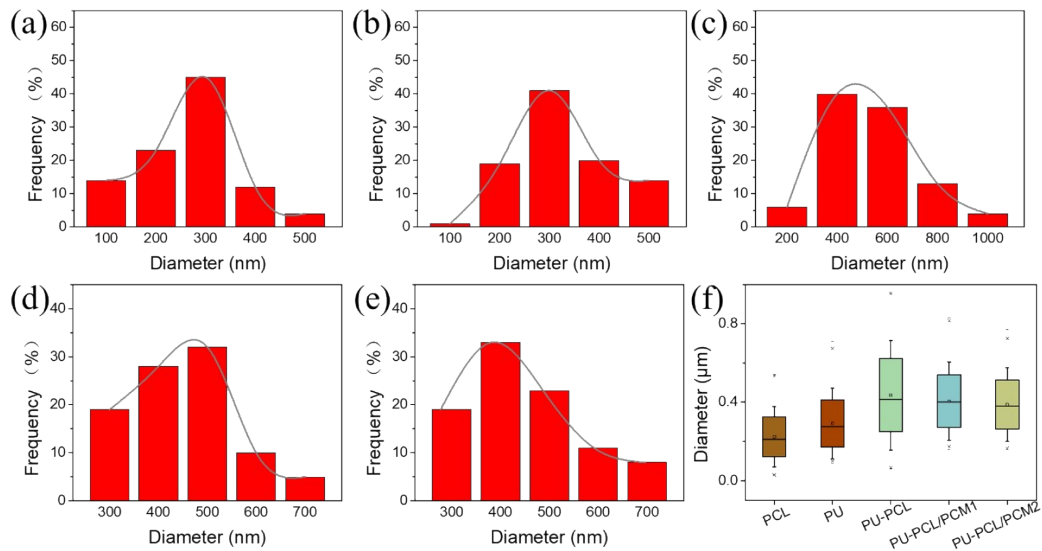 (a)
60
50
40
30
20
10
0
Frequency (%)
100 200 300 400 500
Diameter (nm)
(b)
60
50
40
30
20
10
0
Frequency (%)
100 200 300 400 500
Diameter (nm)
(c)
60
50
40
30
20
10
0
Frequency (%)
200 400 600 800 1000
Diameter (nm)
(d)
40
30
20
10
0
Frequency (%)
300 400 500 600 700
Diameter (nm)
(e)
40
30
20
10
0
Frequency (%)
300 400 500 600 700
Diameter (nm)
(f)
0.8
0.4
0.0
Diameter (μm)
PCL PU PU-PCL PU-PCL/PCM1 PU-PCL/PCM2